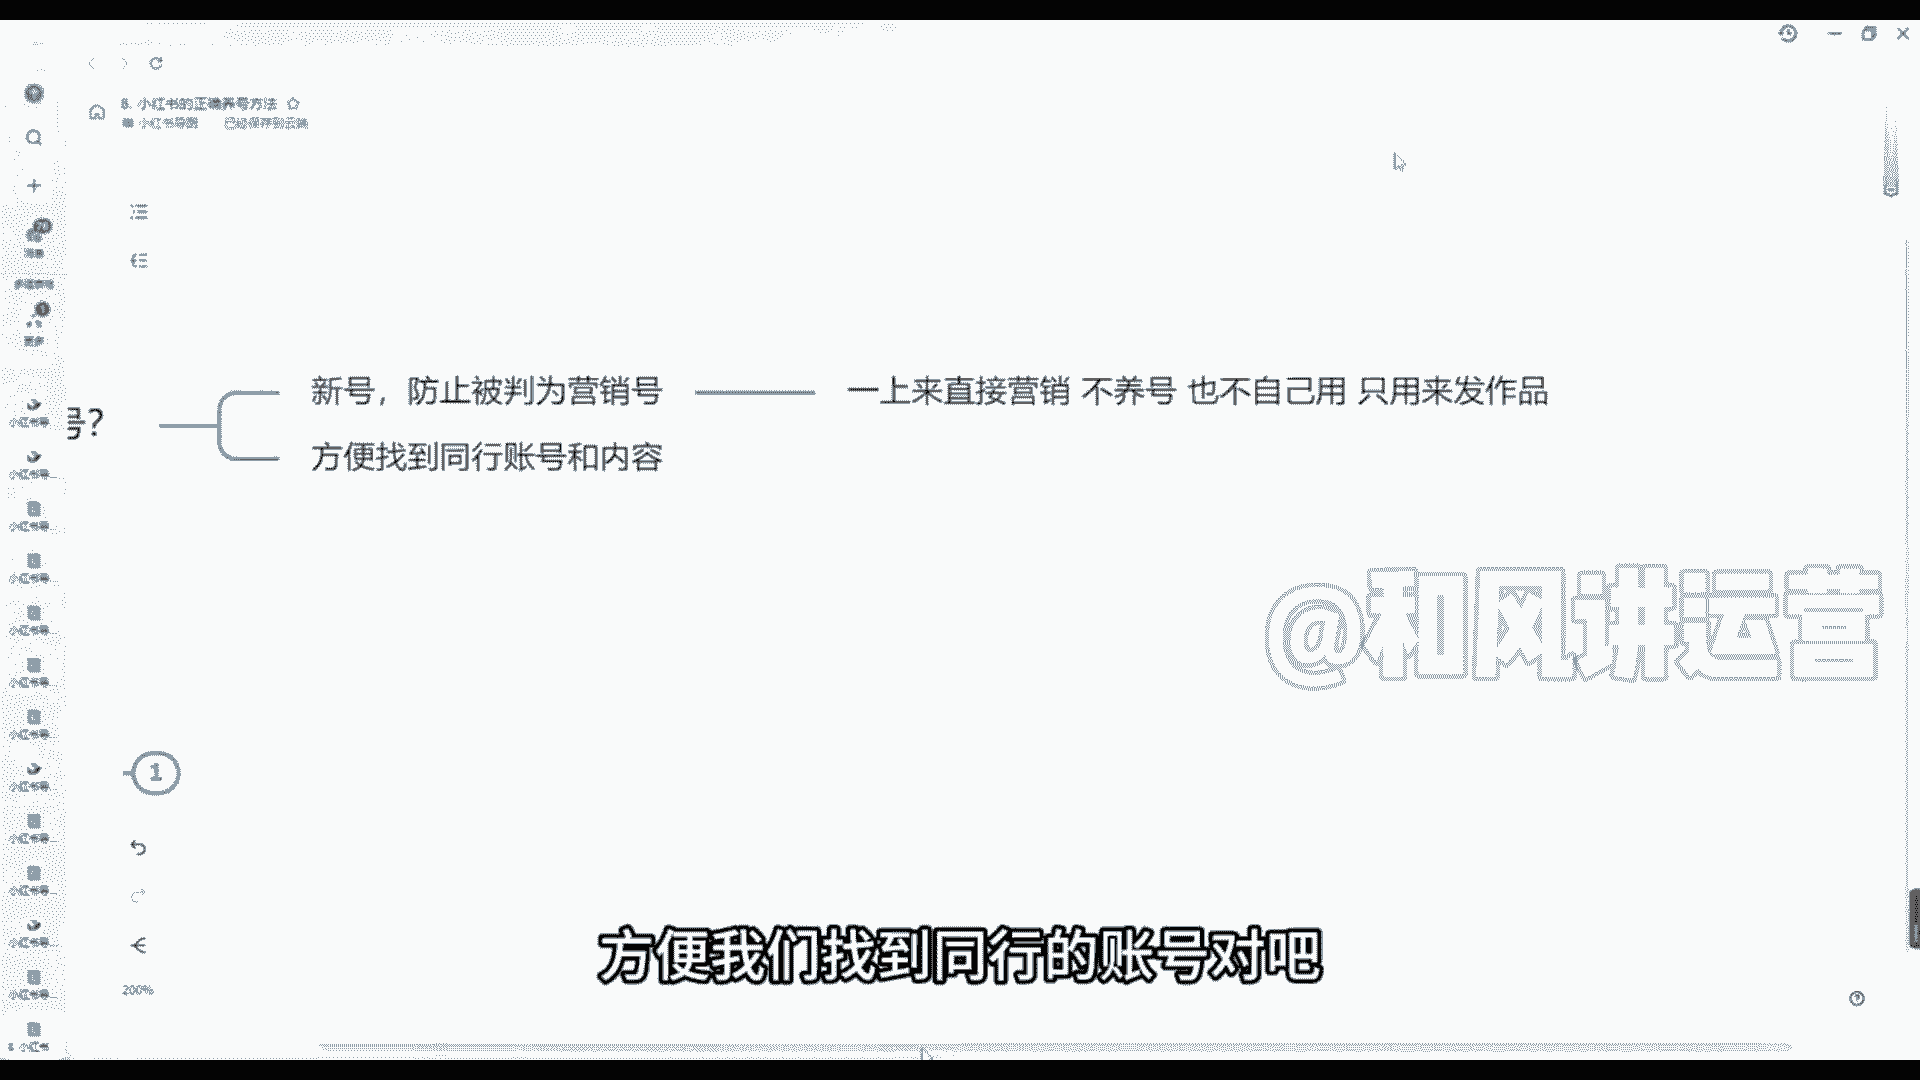 8. 小红书的正确养号方法
小红书导图 已经保存到云端
更多
号？
新号，防止被判为营销号
一上来直接营销 不养号 也不自己用 只用来发作品
方便找到同行账号和内容
@和风讲运营
1
方便我们找到同行的账号对吧
200%